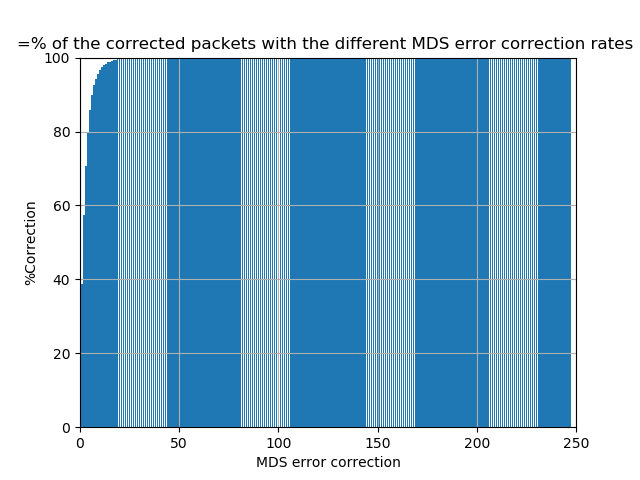 =% of the corrected packets with the different MDS error correction rates
100
80
60
40
20
0
%Correction
0 50 100 150 200 250
MDS error correction